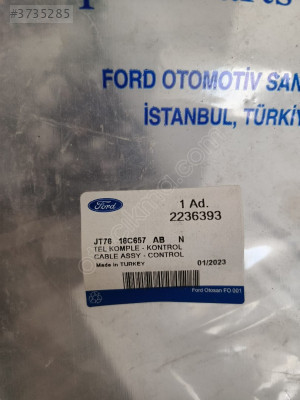 #3735285
FORD OTOMOTİV SAN
İSTANBUL, TÜRKİY
Ford
1 Ad.
2236393
JT76 16C657 AB N
TEL KOMPLE - KONTROL
CABLE ASSY - CONTROL
Made In TURKEY
01/2023
Ford Otosan FO 001